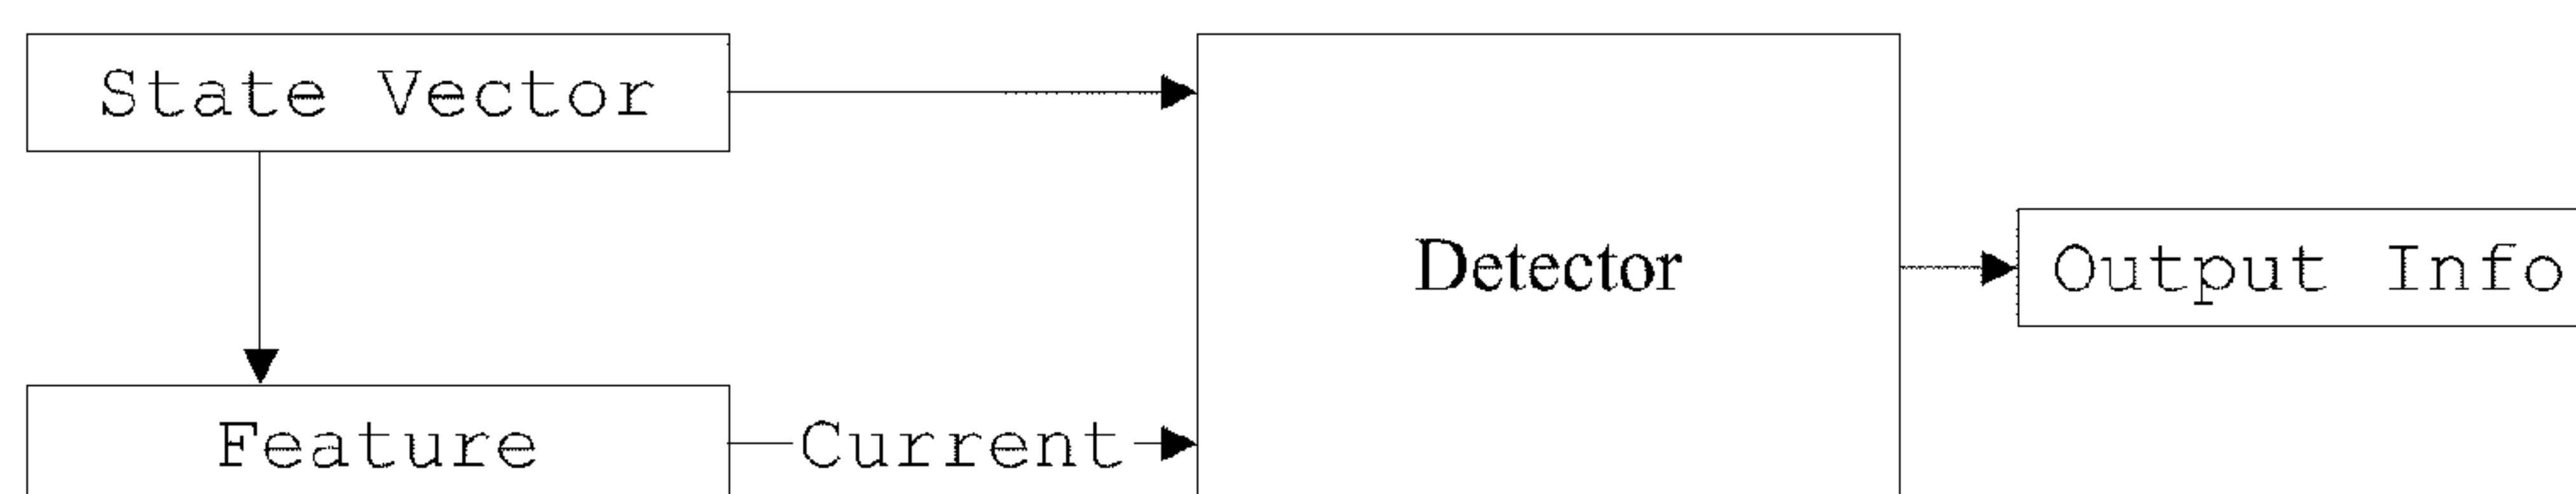 State Vector
Detector
Output Info
Feature
Current